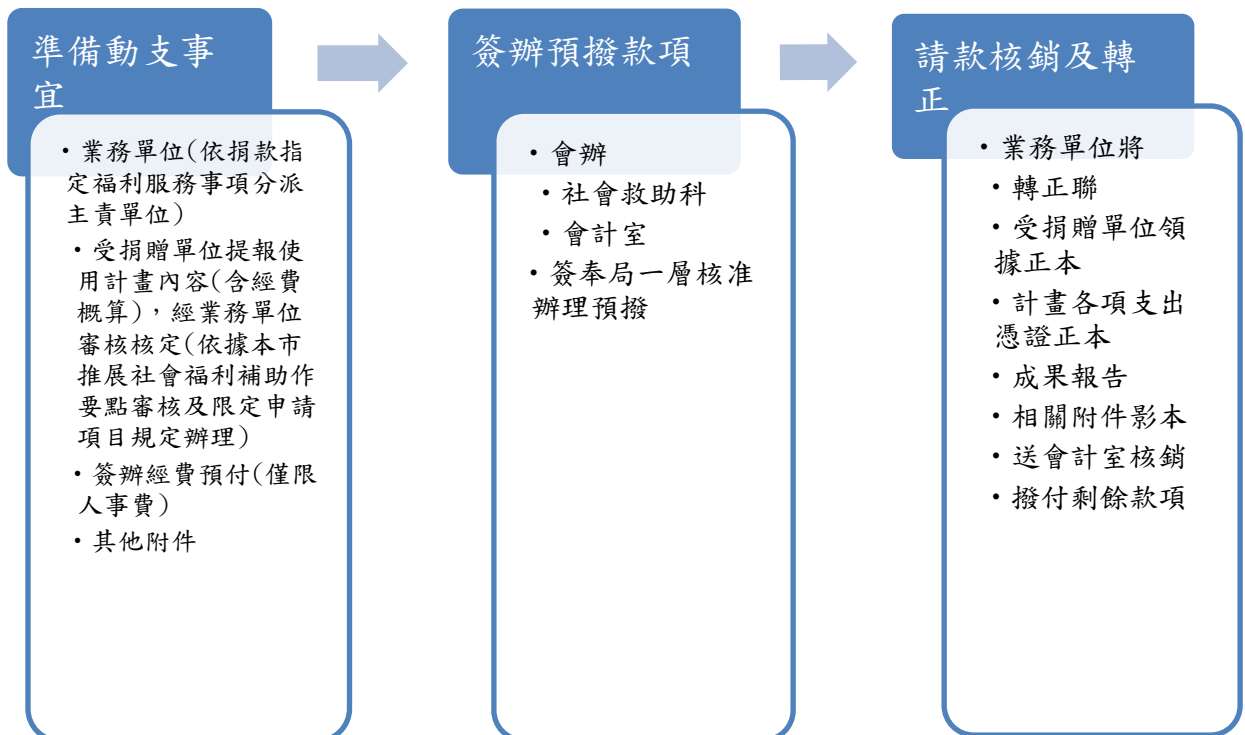 準備動支事
宜
・業務單位(依捐款指
定福利服務事項分派
主責單位)
・受捐贈單位提報使
用計畫內容(含經費
概算),經業務單位
審核核定(依據本市
推展社會福利補助作
要點審核及限定申請
項目規定辦理)
・簽辦經費預付(僅限
人事費)
・其他附件
簽辦預撥款項
・會辦
・社會救助科
・會計室
・簽奉局一層核准
辦理預撥
請款核銷及轉
正
・業務單位將
・轉正聯
・受捐贈單位領
據正本
・計畫各項支出
憑證正本
・成果報告
・相關附件影本
・送會計室核銷
・撥付剩餘款項